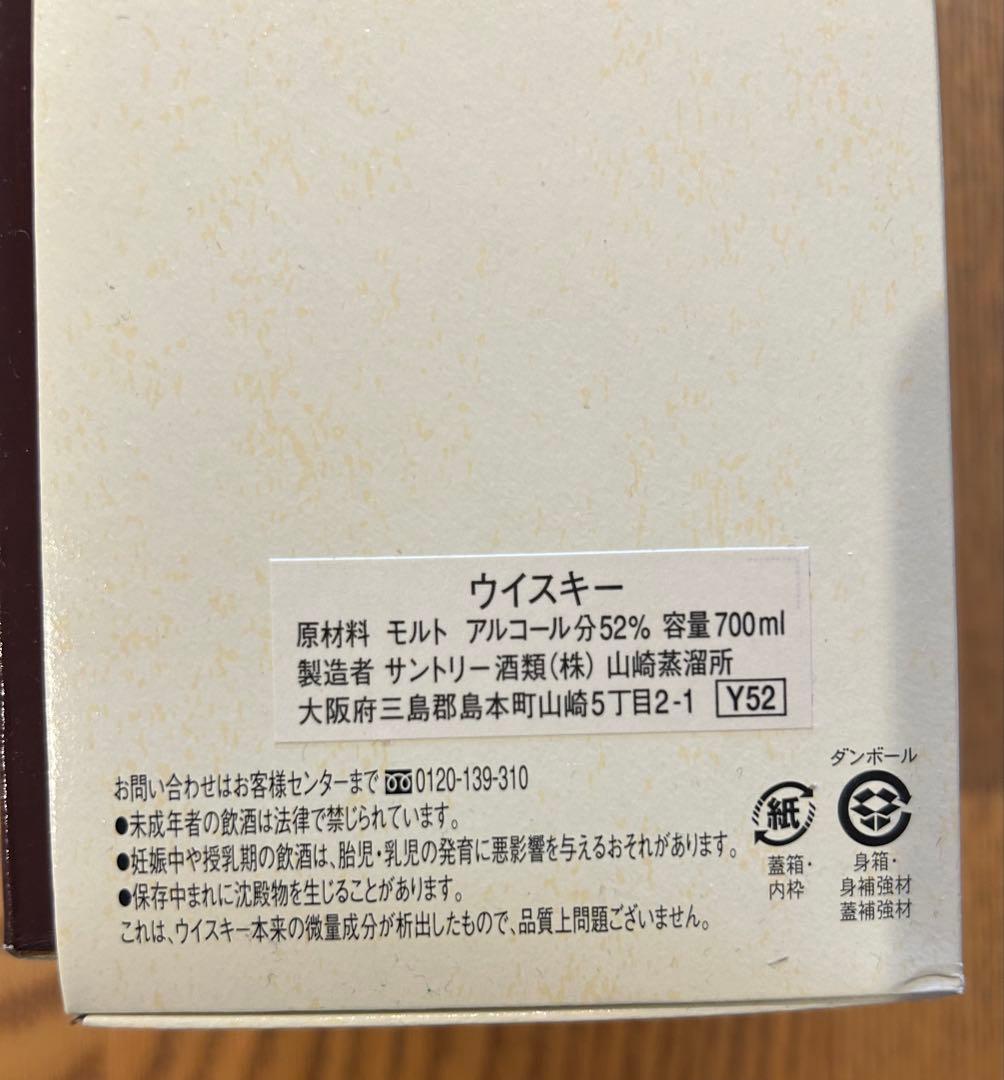 ウイスキー
原材料 モルト アルコール分52% 容量700ml
製造者 サントリー酒類(株) 山崎蒸溜所
大阪府三島郡島本町山崎5丁目2-1 Y52
お問い合わせはお客様センターまで 0120-139-310
●未成年者の飲酒は法律で禁じられています。
●妊娠中や授乳期の飲酒は、胎児・乳児の発育に悪影響を与えるおそれがあります。
●保存中まれに沈殿物を生じることがあります。
これは、ウイスキー本来の微量成分が析出したもので、品質上問題ございません。
紙
蓋箱・
内枠
ダンボール
身箱・
身補強材
蓋補強材